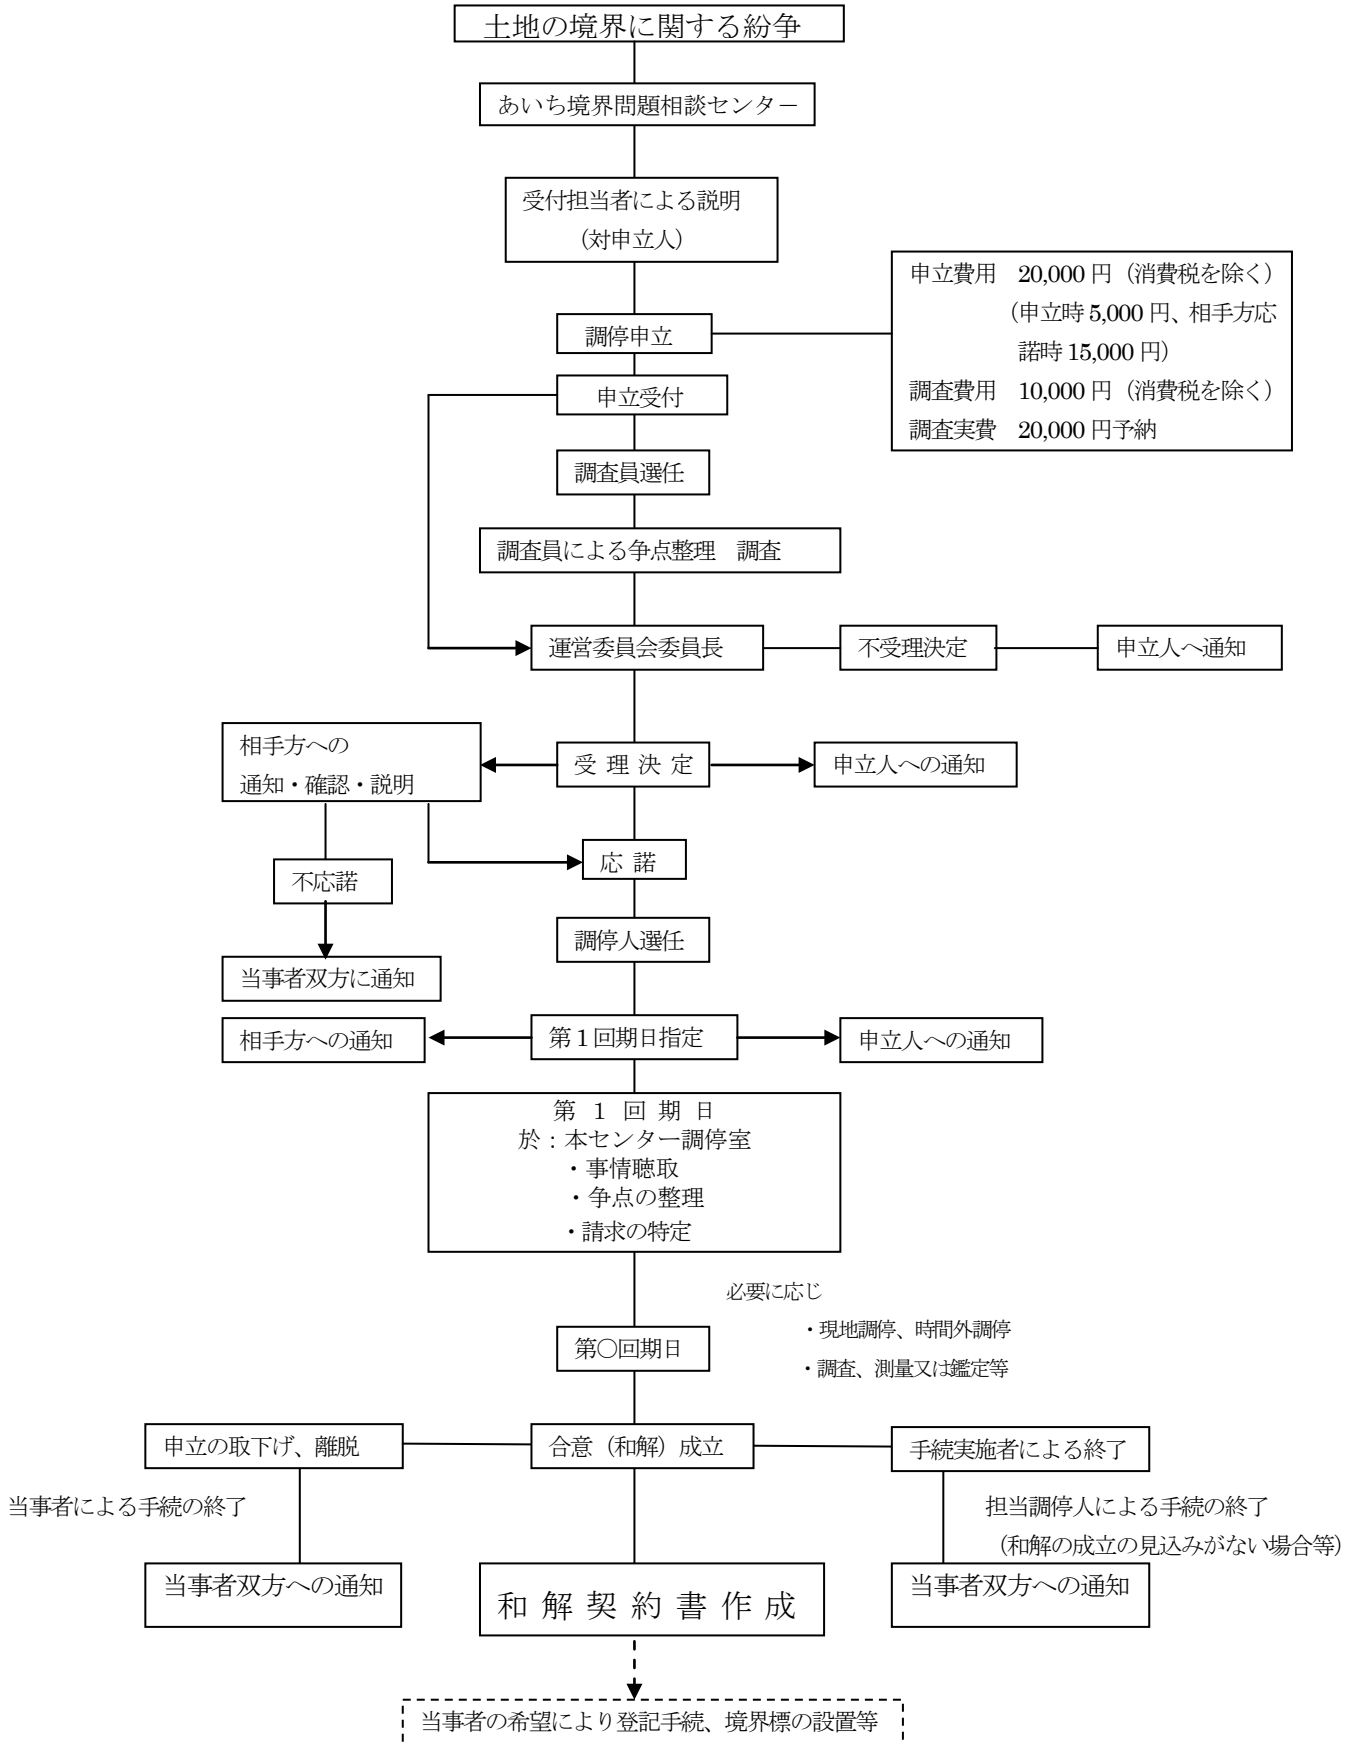 土地の境界に関する紛争
あいち境界問題相談センタ－
受付担当者による説明
（対申立人）
申立費用　20,000 円（消費税を除く）
（申立時 5,000 円、相手方応
諾時 15,000 円）
調査費用　10,000 円（消費税を除く）
調査実費　20,000 円予納
調停申立
申立受付
調査員選任
調査員による争点整理　調査
運営委員会委員長
不受理決定
申立人へ通知
相手方への
通知・確認・説明
受 理 決 定
申立人への通知
応 諾
不応諾
調停人選任
当事者双方に通知
相手方への通知
第１回期日指定
申立人への通知
第 １ 回 期 日
於：本センター調停室
・事情聴取
・争点の整理
・請求の特定
必要に応じ
・現地調停、時間外調停
・調査、測量又は鑑定等
第〇回期日
申立の取下げ、離脱
合意（和解）成立
手続実施者による終了
当事者による手続の終了
担当調停人による手続の終了
（和解の成立の見込みがない場合等）
当事者双方への通知
和 解 契 約 書 作 成
当事者双方への通知
当事者の希望により登記手続、境界標の設置等